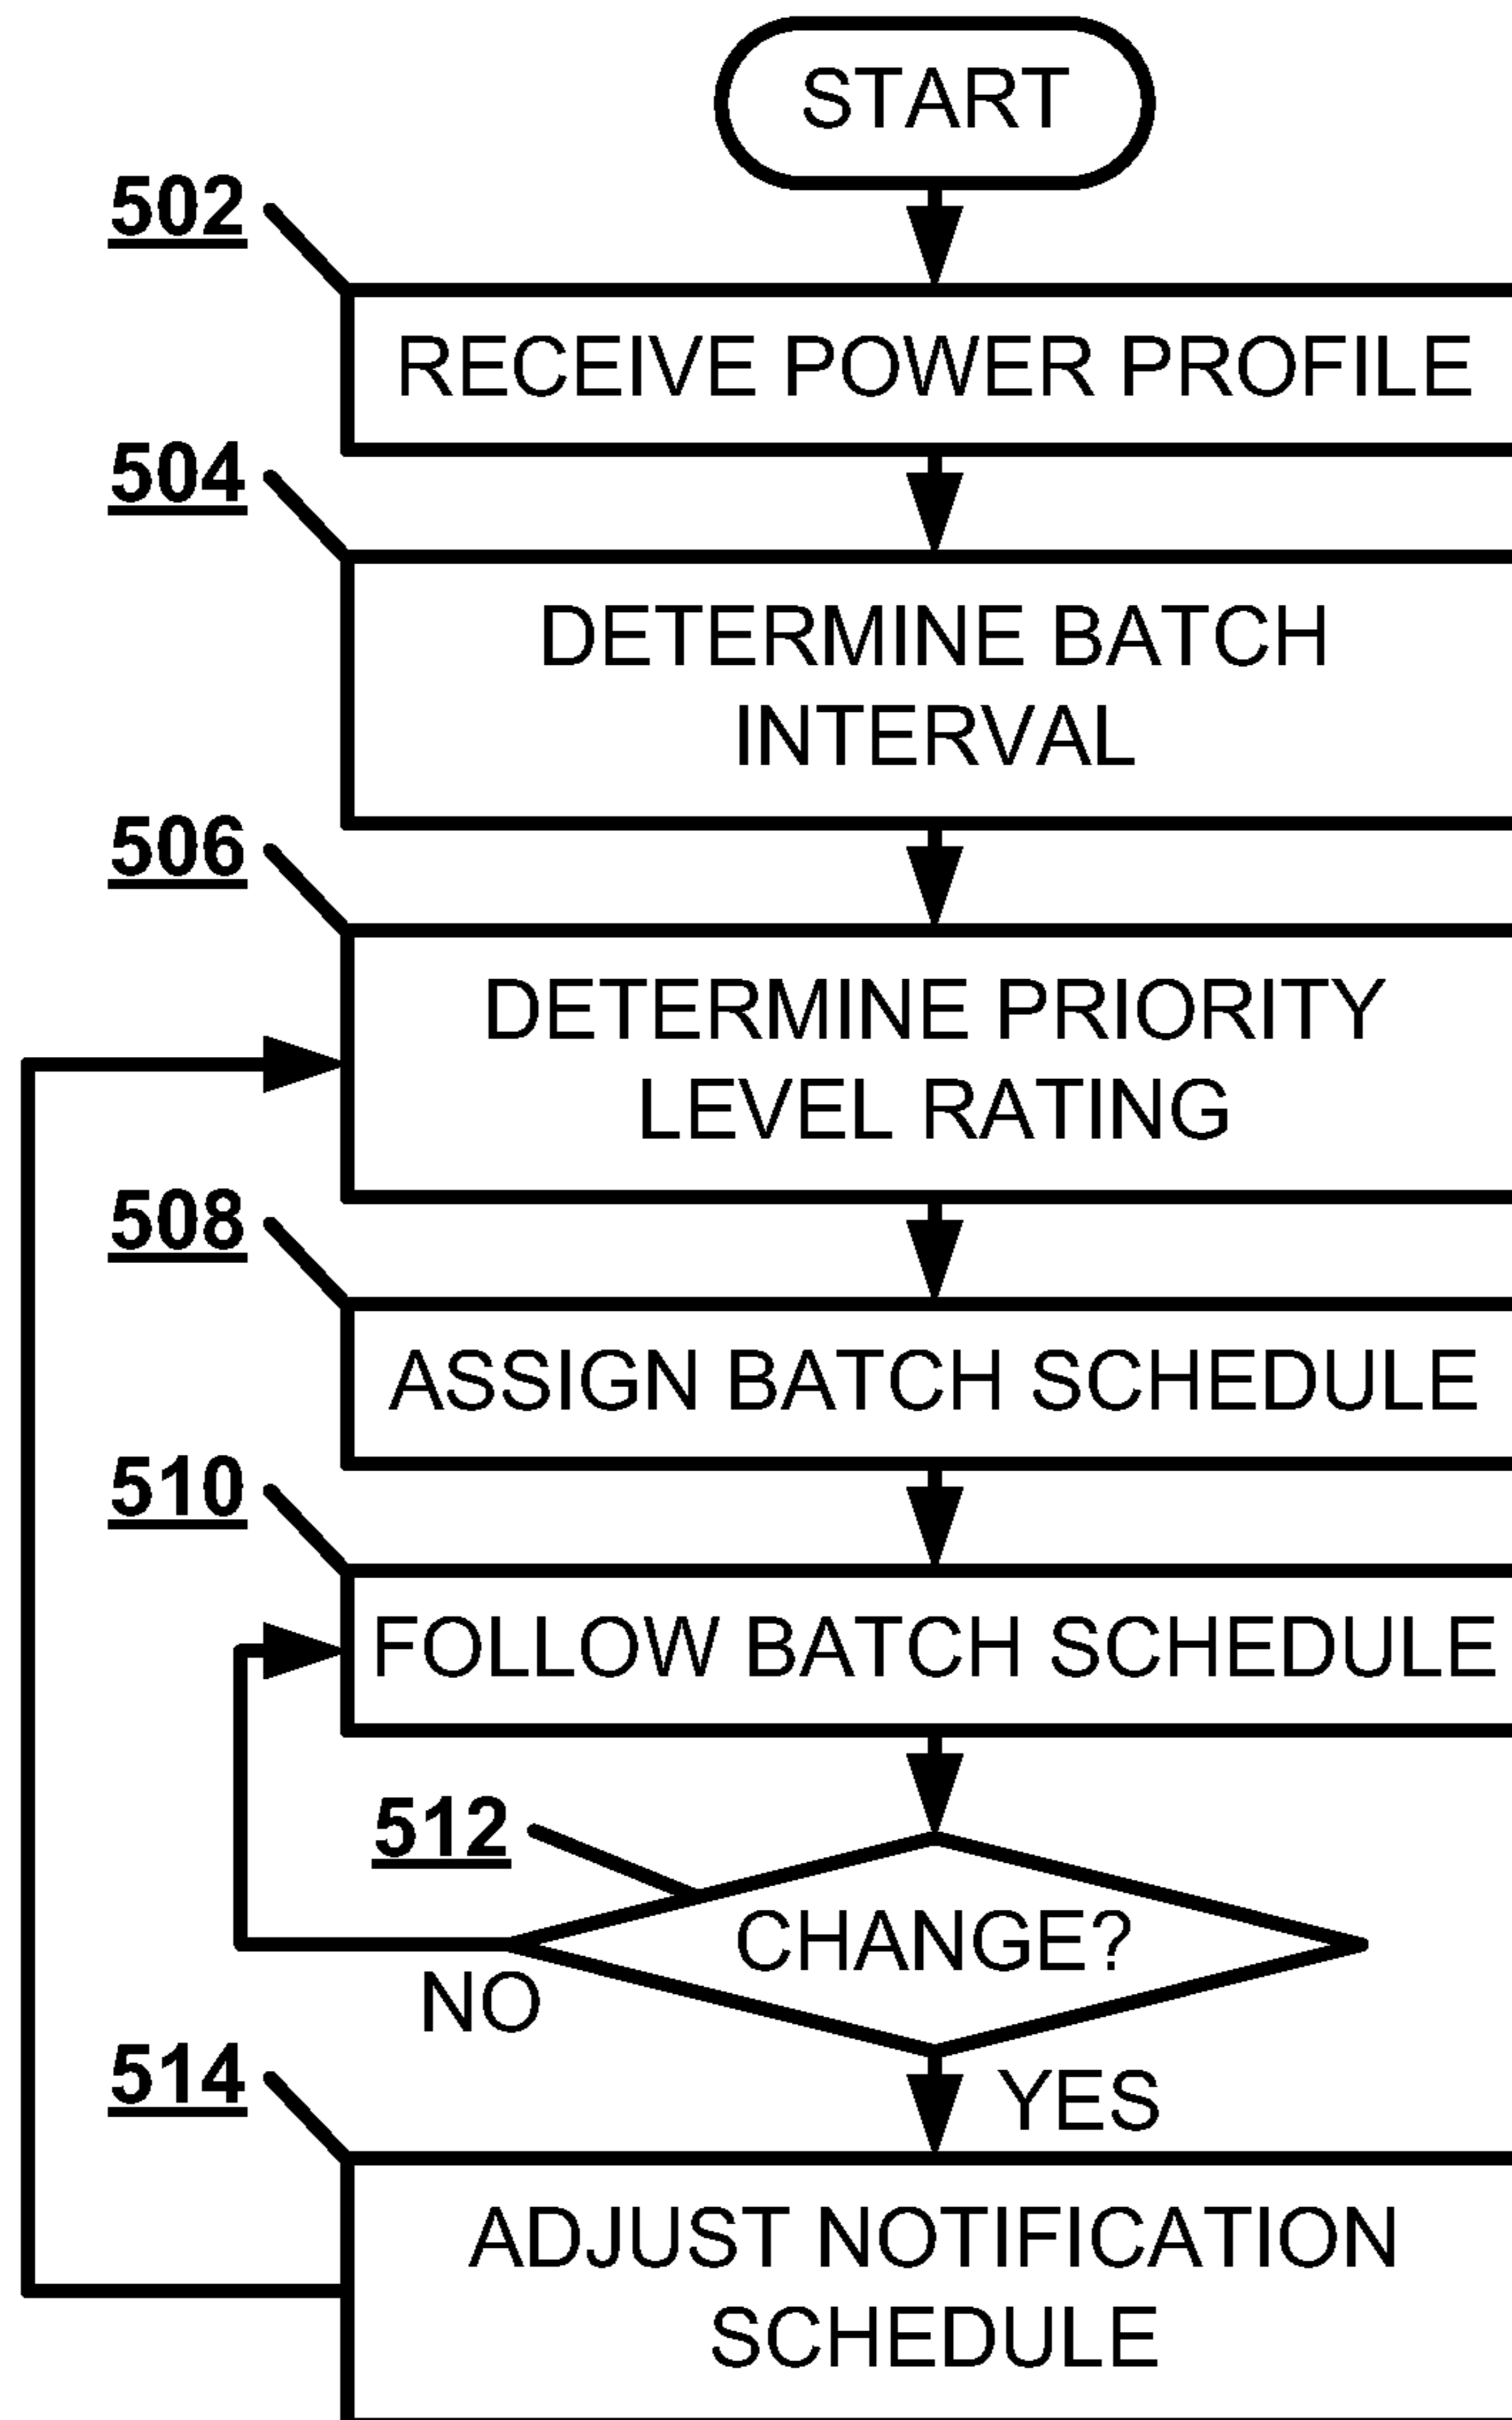 START
502
RECEIVE POWER PROFILE
504
DETERMINE BATCH
INTERVAL
506
DETERMINE PRIORITY
LEVEL RATING
508
ASSIGN BATCH SCHEDULE
510
FOLLOW BATCH SCHEDULE
512
CHANGE?
NO
YES
514
ADJUST NOTIFICATION
SCHEDULE